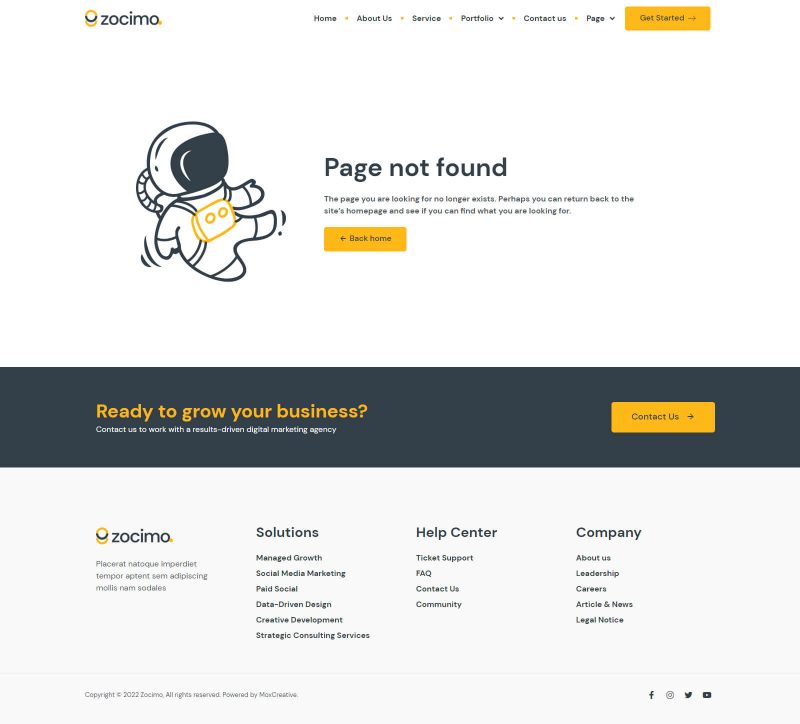 zocimo.
Home About Us Service Portfolio Contact us Page Get Started →
Page not found
The page you are looking for no longer exists. Perhaps you can return back to the
site's homepage and see if you can find what you are looking for.
← Back home
Ready to grow your business?
Contact us to work with a results-driven digital marketing agency
Contact Us →
zocimo.
Placerat natoque imperdiet
tempor aptent sem adipiscing
mollis nam sodales
Solutions
Managed Growth
Social Media Marketing
Paid Social
Data-Driven Design
Creative Development
Strategic Consulting Services
Help Center
Ticket Support
FAQ
Contact Us
Community
Company
About us
Leadership
Careers
Article & News
Legal Notice
Copyright © 2022 Zocimo, All rights reserved. Powered by MoxCreative.